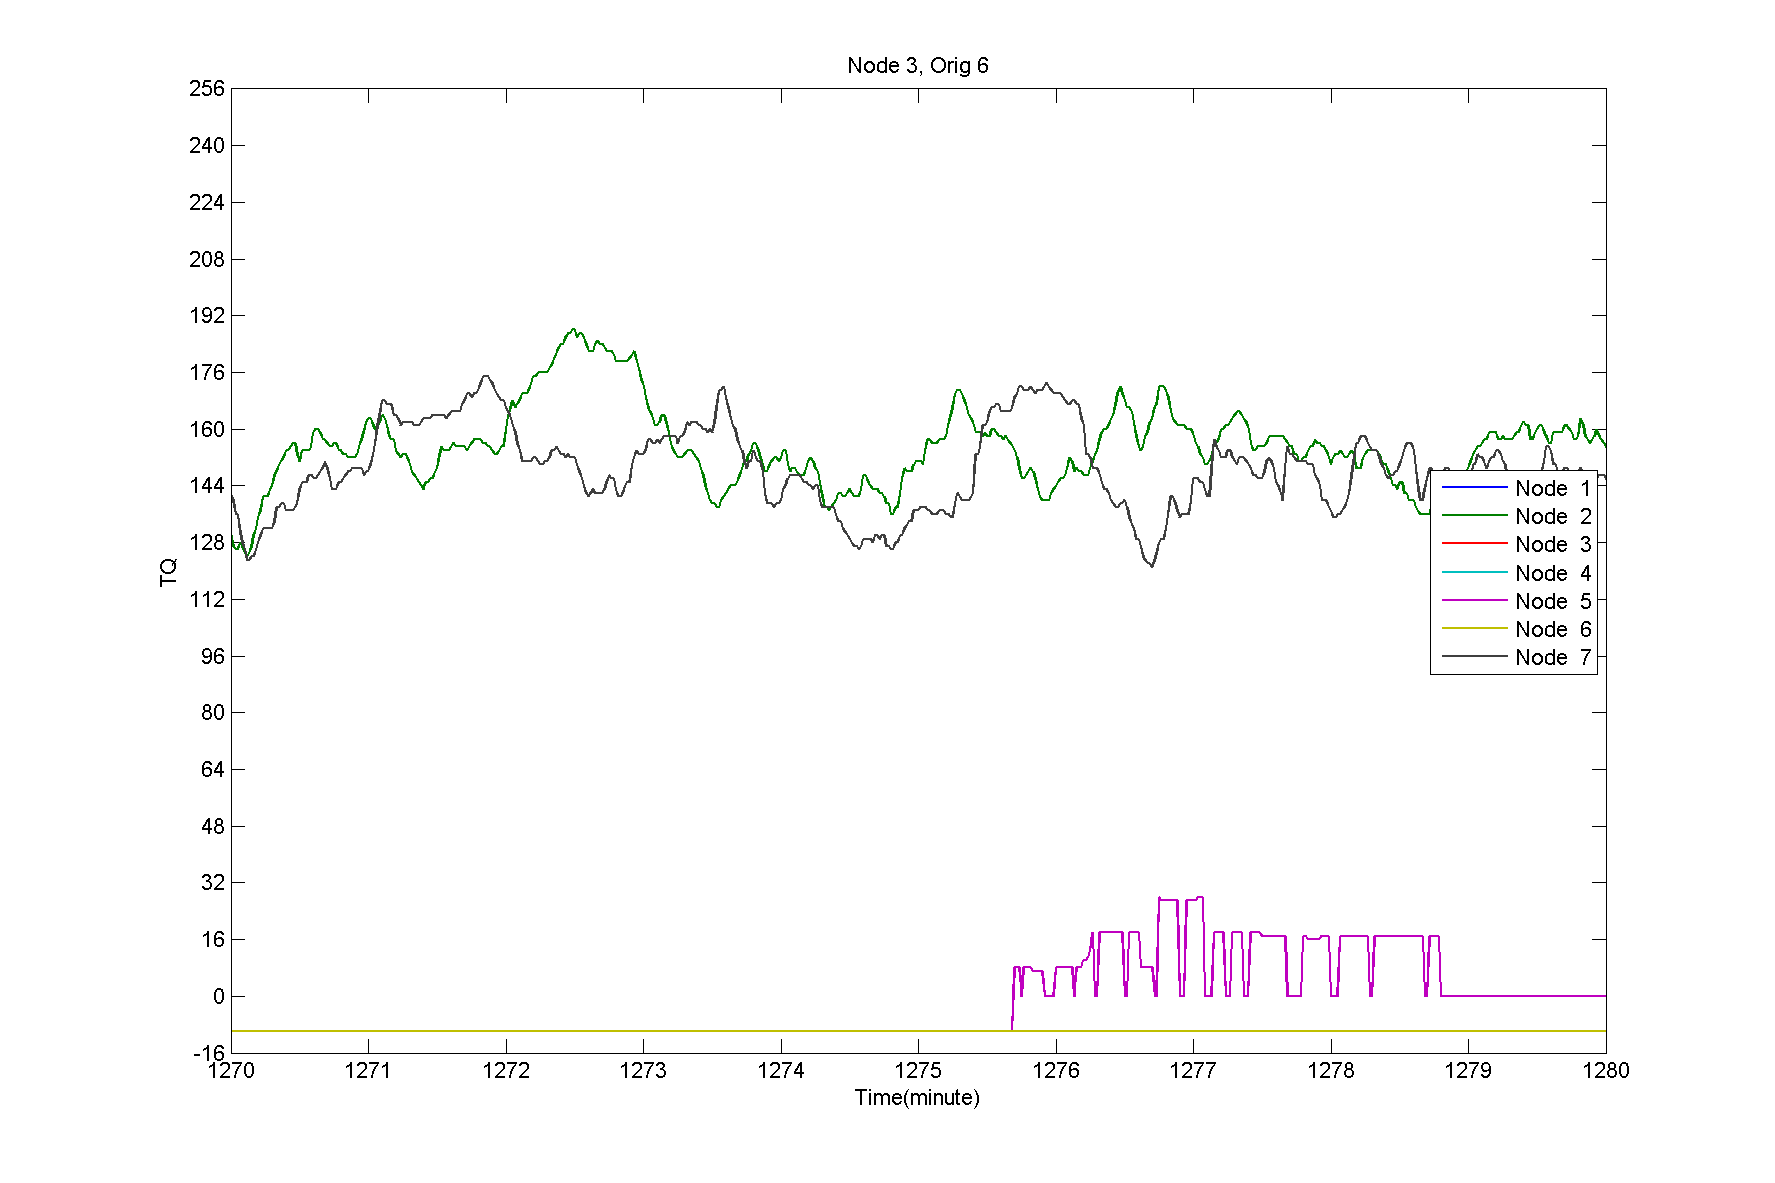 Node 3, Orig 6
256
240
224
208
192
176
160
144
128
112
96
80
64
48
32
16
0
-16
TQ
Node 1
Node 2
Node 3
Node 4
Node 5
Node 6
Node 7
1270 1271 1272 1273 1274 1275 1276 1277 1278 1279 1280
Time(minute)